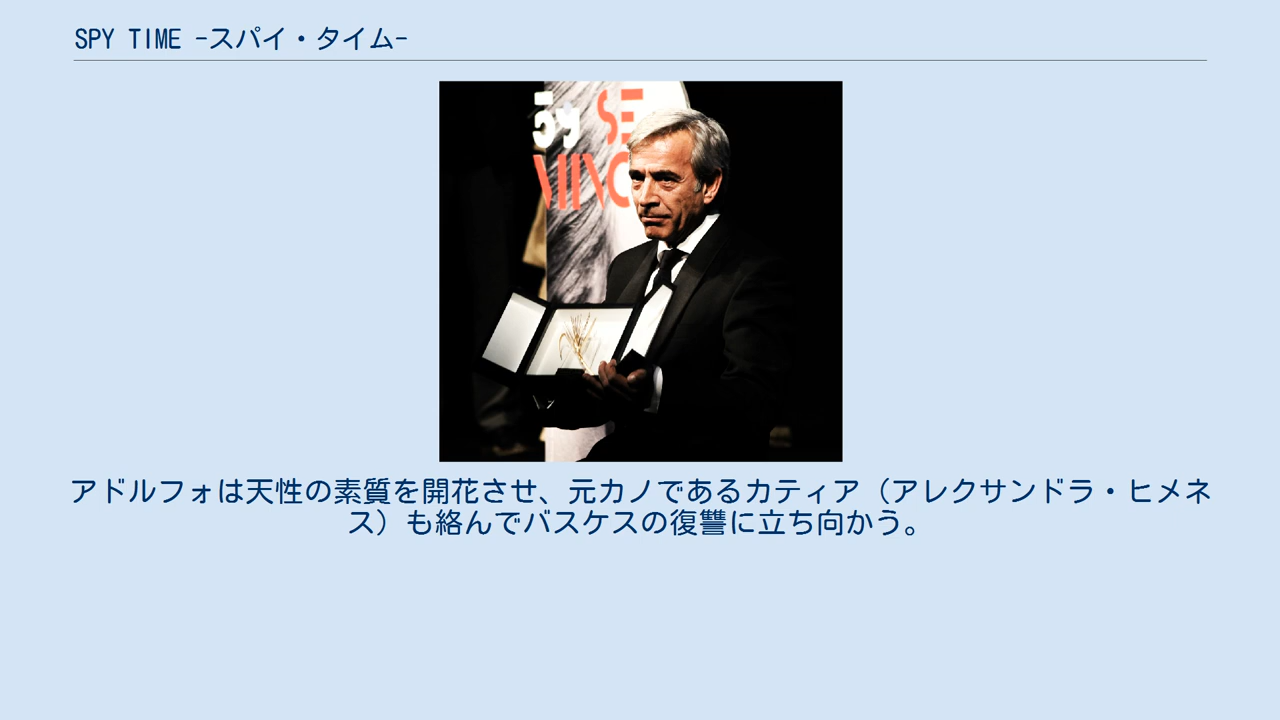 SPY TIME -スパイ・タイム-
59 SE
MINC
アドルフォは天性の素質を開花させ、元カノであるカティア（アレクサンドラ・ヒメネ
ス）も絡んでバスケスの復讐に立ち向かう。